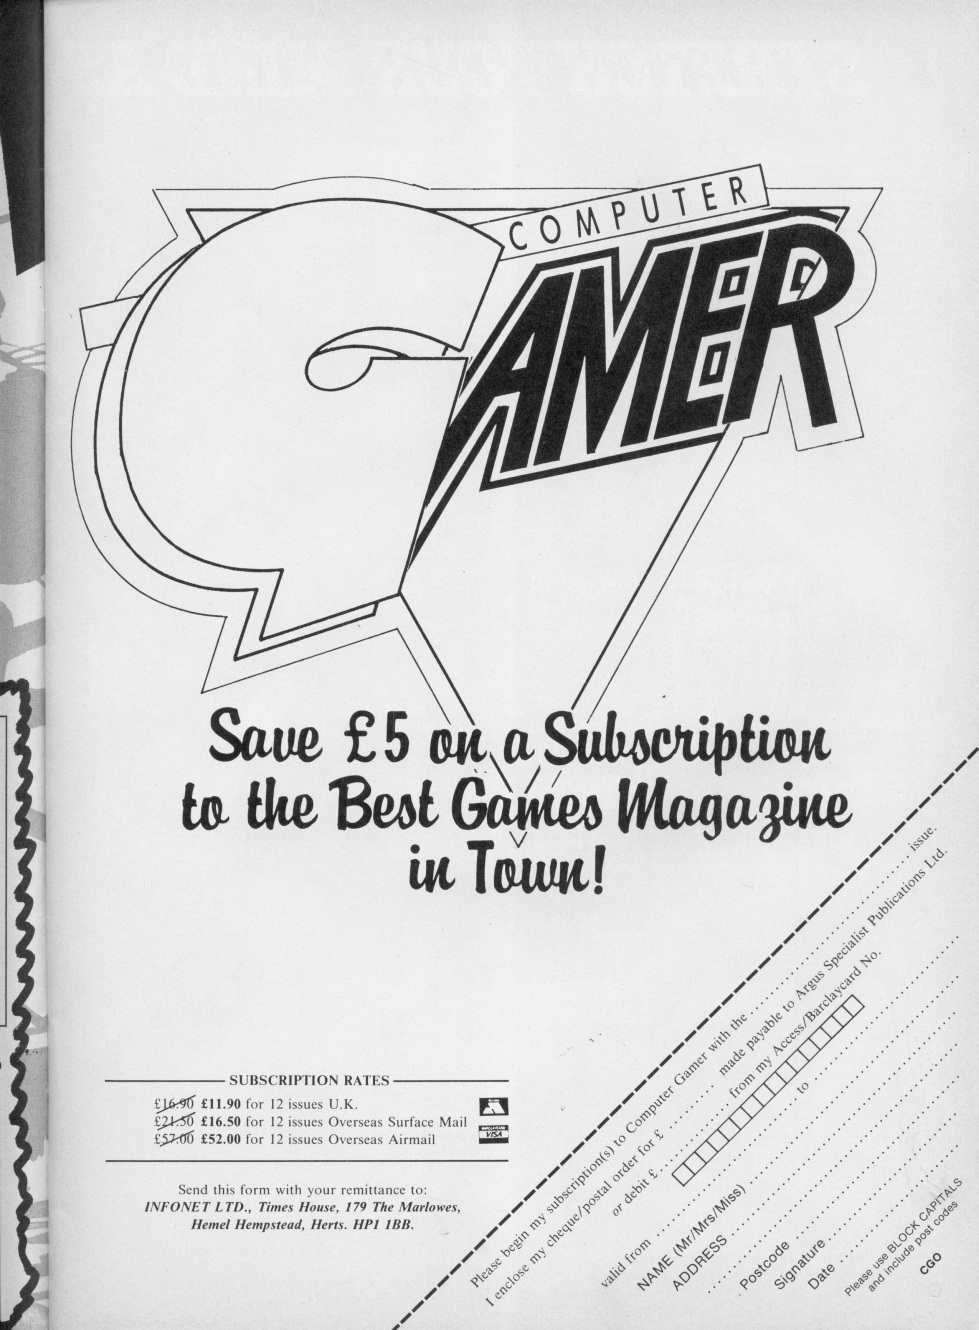 COMPUTER
GAMER
Save £5 on a Subscription
to the Best Games Magazine
in Town!
SUBSCRIPTION RATES
£16.90 £11.90 for 12 issues U.K.
£21.50 £16.50 for 12 issues Overseas Surface Mail
£57.00 £52.00 for 12 issues Overseas Airmail
VISA
Send this form with your remittance to:
INFONET LTD., Times House, 179 The Marlowes,
Hemel Hempstead, Herts. HP1 1BB.
Please begin my subscription(s) to Computer Gamer with the .................... issue.
I enclose my cheque/postal order for £ .......... made payable to Argus Specialist Publications Ltd.
or debit £ .......... from my Access/Barclaycard No.
valid from .................... to ....................
NAME (Mr/Mrs/Miss) ....................
ADDRESS ....................
....................
Postcode ....................
Signature ....................
Date ....................
Please use BLOCK CAPITALS
and include post codes
CGO